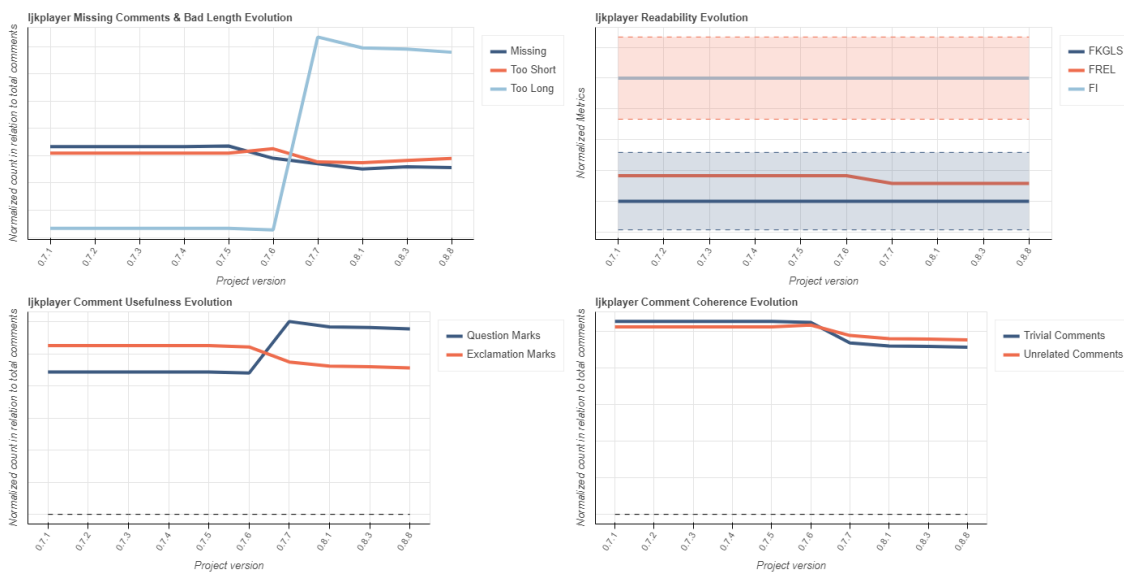 Ijkplayer Missing Comments & Bad Length Evolution
Normalized count in relation to total comments
Missing
Too Short
Too Long
0.7.1
0.7.2
0.7.3
0.7.4
0.7.5
0.7.6
0.7.7
0.8.1
0.8.3
0.8.8
Project version
Ijkplayer Readability Evolution
Normalized Metrics
FKGLS
FREL
FI
0.7.1
0.7.2
0.7.3
0.7.4
0.7.5
0.7.6
0.7.7
0.8.1
0.8.3
0.8.8
Project version
Ijkplayer Comment Usefulness Evolution
Normalized count in relation to total comments
Question Marks
Exclamation Marks
0.7.1
0.7.2
0.7.3
0.7.4
0.7.5
0.7.6
0.7.7
0.8.1
0.8.3
0.8.8
Project version
Ijkplayer Comment Coherence Evolution
Normalized count in relation to total comments
Trivial Comments
Unrelated Comments
0.7.1
0.7.2
0.7.3
0.7.4
0.7.5
0.7.6
0.7.7
0.8.1
0.8.3
0.8.8
Project version